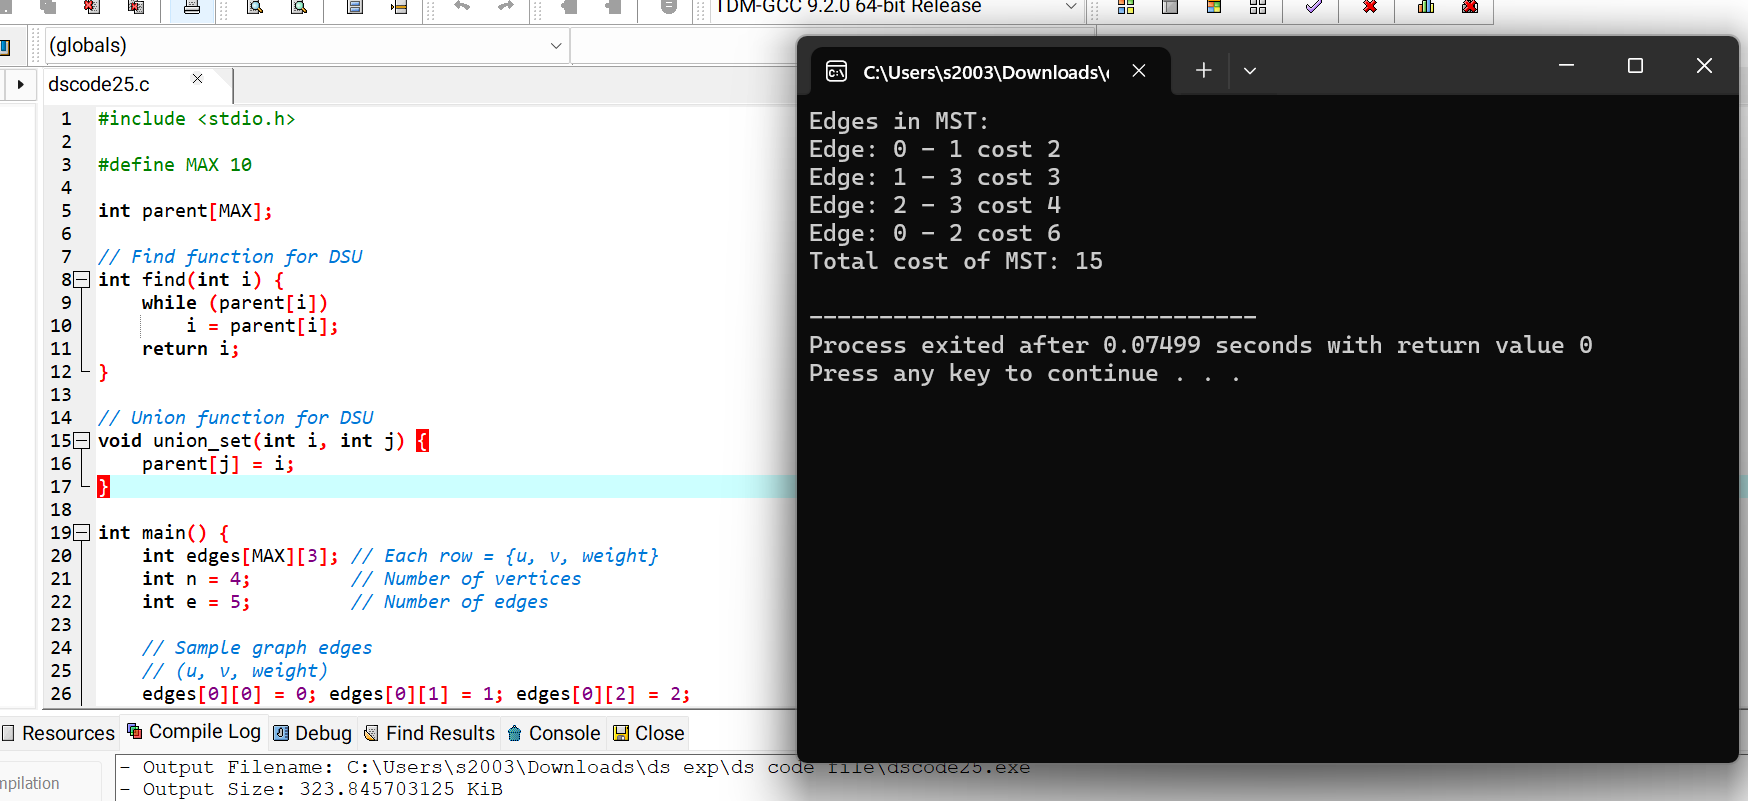 TDM-GCC 9.2.0 64-bit Release
(globals)
dscode25.c
1 #include <stdio.h>
2
3 #define MAX 10
4
5 int parent[MAX];
6
7 // Find function for DSU
8 int find(int i) {
9 while (parent[i])
10 i = parent[i];
11 return i;
12 }
13
14 // Union function for DSU
15 void union_set(int i, int j) {
16 parent[j] = i;
17 }
18
19 int main() {
20 int edges[MAX][3]; // Each row = {u, v, weight}
21 int n = 4; // Number of vertices
22 int e = 5; // Number of edges
23
24 // Sample graph edges
25 // (u, v, weight)
26 edges[0][0] = 0; edges[0][1] = 1; edges[0][2] = 2;
C:\Users\s2003\Downloads\
Edges in MST:
Edge: 0 - 1 cost 2
Edge: 1 - 3 cost 3
Edge: 2 - 3 cost 4
Edge: 0 - 2 cost 6
Total cost of MST: 15
--------------------------------
Process exited after 0.07499 seconds with return value 0
Press any key to continue . . .
Resources Compile Log Debug Find Results Console Close
mpilation
- Output Filename: C:\Users\s2003\Downloads\ds exp\ds code file\dscode25.exe
- Output Size: 323.845703125 KiB